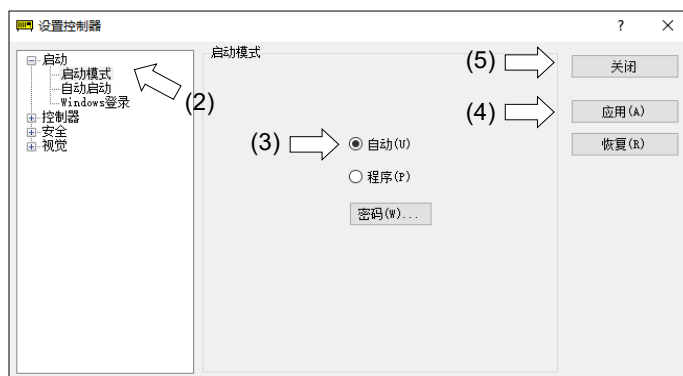 设置控制器
? ×
启动
启动模式
自动启动
Windows登录
控制器
安全
视觉
(2)
启动模式
(3)
自动(U)
程序(P)
密码(W)...
(5)
关闭
(4)
应用(A)
恢复(R)